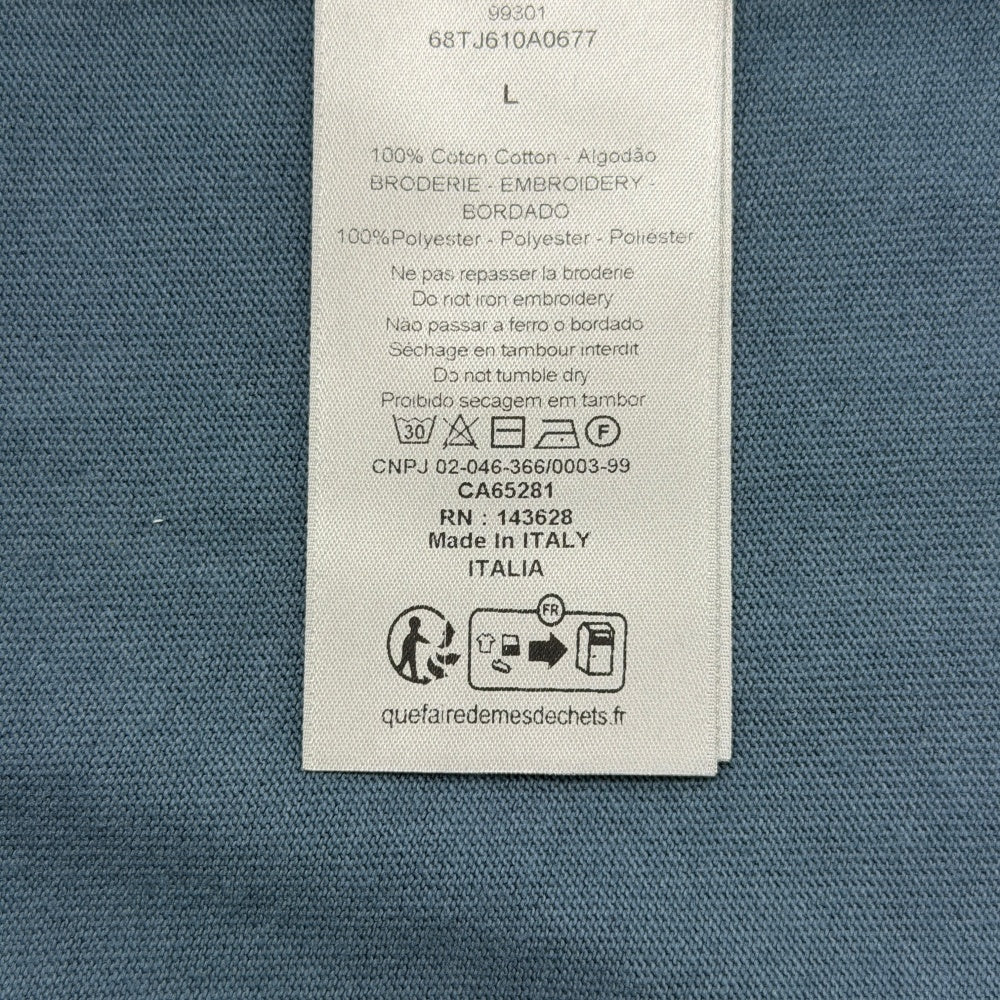 99301
68TJ610A0677
L
100% Coton Cotton - Algodão
BRODERIE - EMBROIDERY -
BORDADO
100%Polyester - Polyester - Poliéster
Ne pas repasser la broderie
Do not iron embroidery
Não passar a ferro o bordado
Séchage en tambour interdit
Do not tumble dry
Proibido secagem em tambor
30
F
CNPJ 02-046-366/0003-99
CA65281
RN : 143628
Made In ITALY
ITALIA
FR
quefairedemesdechets.fr